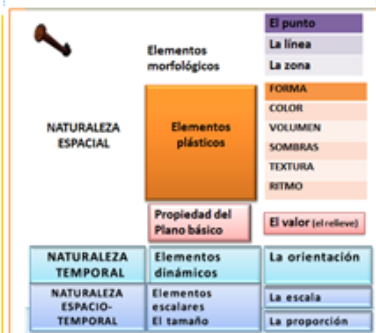 El punto
Elementos
morfológicos
La línea
La zona
NATURALEZA
ESPACIAL
Elementos
plásticos
FORMA
COLOR
VOLUMEN
SOMBRAS
TEXTURA
RITMO
Propiedad del
Plano básico
El valor (el relieve)
NATURALEZA
TEMPORAL
Elementos
dinámicos
La orientación
NATURALEZA
ESPACIO-
TEMPORAL
Elementos
escalares
El tamaño
La escala
La proporción